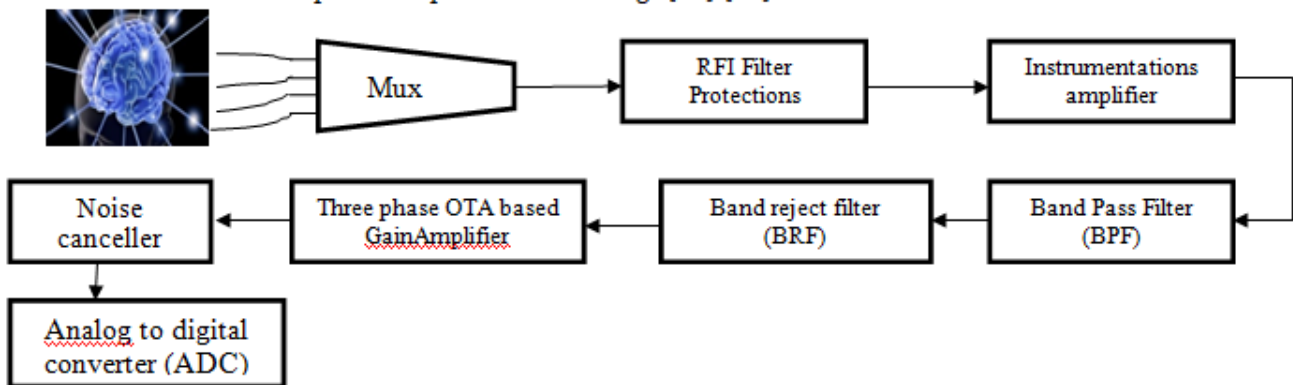 Mux
RFI Filter
Protections
Instrumentations
amplifier
Noise
canceller
Three phase OTA based
GainAmplifier
Band reject filter
(BRF)
Band Pass Filter
(BPF)
Analog to digital
converter (ADC)